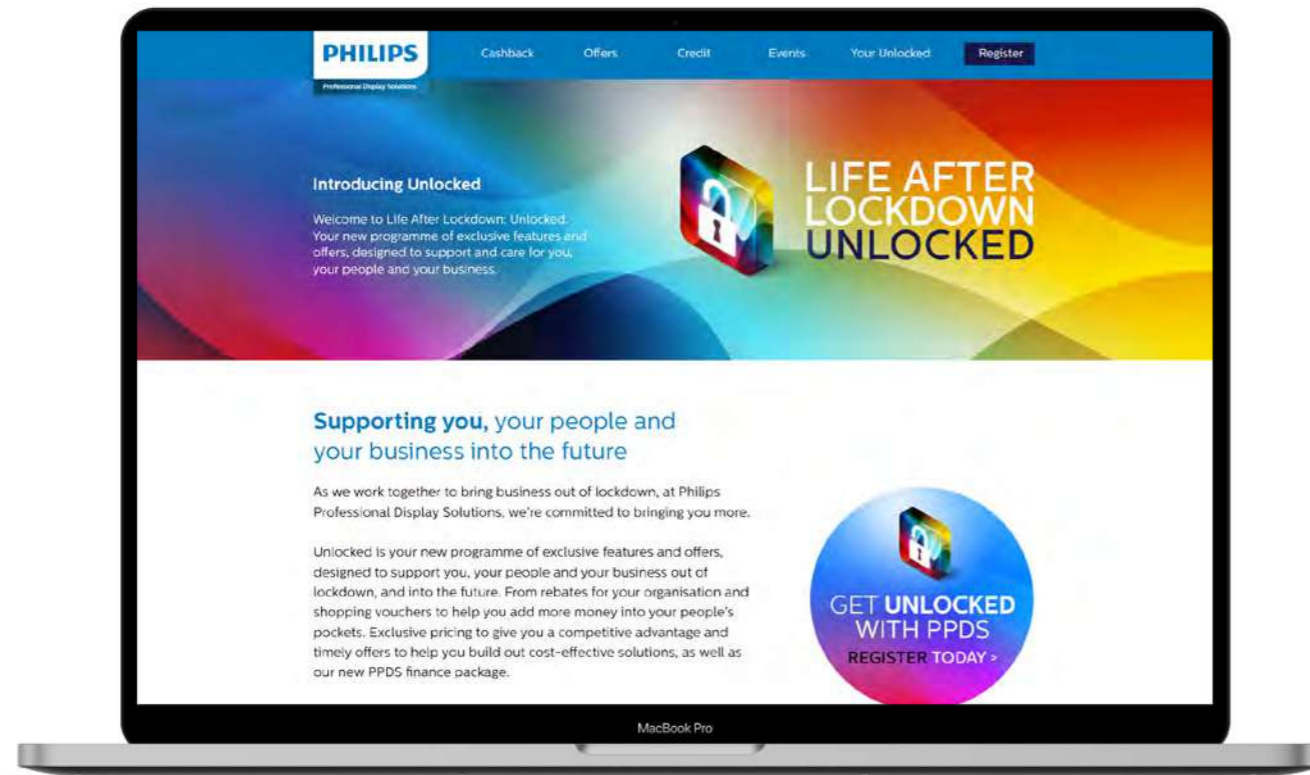 PHILIPS
Professional Display Solutions
Cashback Offers Credit Events Your Unlocked Register
Introducing Unlocked
Welcome to Life After Lockdown: Unlocked.
Your new programme of exclusive features and
offers, designed to support and care for you,
your people and your business.
LIFE AFTER
LOCKDOWN
UNLOCKED
Supporting you, your people and
your business into the future
As we work together to bring business out of lockdown, at Philips
Professional Display Solutions, we're committed to bringing you more.
Unlocked is your new programme of exclusive features and offers,
designed to support you, your people and your business out of
lockdown, and into the future. From rebates for your organisation and
shopping vouchers to help you add more money into your people's
pockets. Exclusive pricing to give you a competitive advantage and
timely offers to help you build out cost-effective solutions, as well as
our new PPDS finance package.
GET UNLOCKED
WITH PPDS
REGISTER TODAY >
MacBook Pro